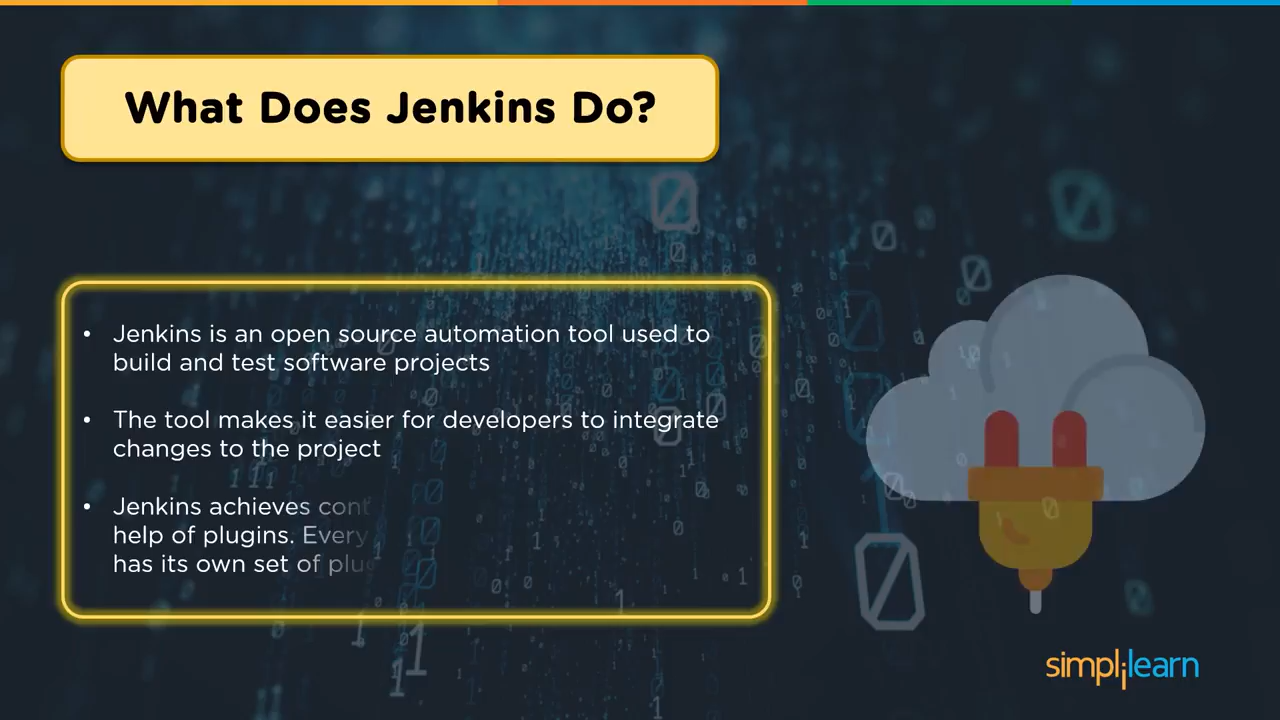 What Does Jenkins Do?
• Jenkins is an open source automation tool used to
build and test software projects
• The tool makes it easier for developers to integrate
changes to the project
• Jenkins achieves
help of plugins. Every
has its own set of
simplilearn